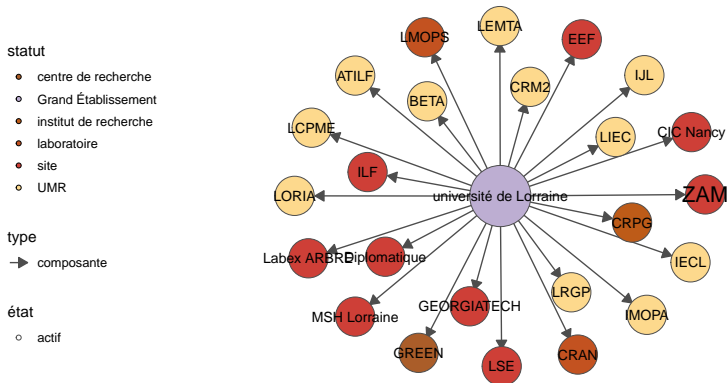 statut
centre de recherche
Grand Établissement
institut de recherche
laboratoire
site
UMR
type
composante
état
actif
LEMTA
LMOPS
EEF
ATILF
IJL
CRM2
BETA
LCPME
LIEC
CIC Nancy
ILF
LORIA
université de Lorraine
ZAM
CRPG
Labex ARBRE
Diplomatique
IECL
LRGP
GEORGIATECH
MSH Lorraine
IMOPA
GREEN
LSE
CRAN